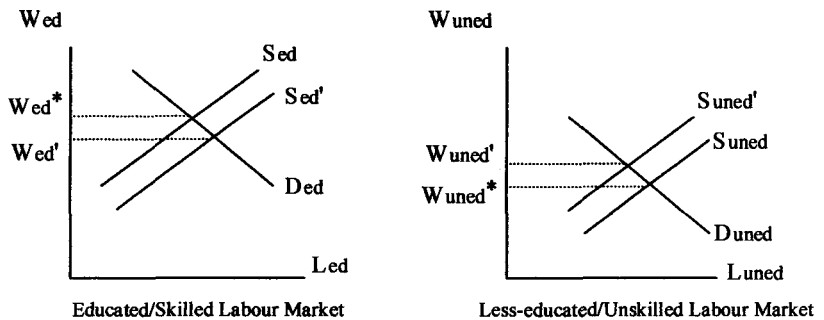 Wed
Sed
Sed'
Wed*
Wed'
Ded
Led
Educated/Skilled Labour Market
Wuned
Suned'
Suned
Wuned'
Wuned*
Duned
Luned
Less-educated/Unskilled Labour Market